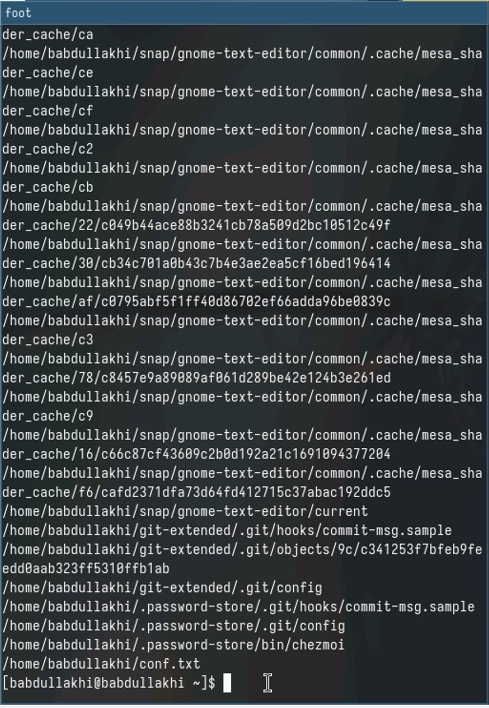 foot
der_cache/ca
/home/babdullakhi/snap/gnome-text-editor/common/.cache/mesa_sha
der_cache/ce
/home/babdullakhi/snap/gnome-text-editor/common/.cache/mesa_sha
der_cache/cf
/home/babdullakhi/snap/gnome-text-editor/common/.cache/mesa_sha
der_cache/c2
/home/babdullakhi/snap/gnome-text-editor/common/.cache/mesa_sha
der_cache/cb
/home/babdullakhi/snap/gnome-text-editor/common/.cache/mesa_sha
der_cache/22/c049b44ace88b3241cb78a509d2bc10512c49f
/home/babdullakhi/snap/gnome-text-editor/common/.cache/mesa_sha
der_cache/30/cb34c701a0b43c7b4e3ae2ea5cf16bed196414
/home/babdullakhi/snap/gnome-text-editor/common/.cache/mesa_sha
der_cache/af/c0795abf5f1ff40d86702ef66adda96be0839c
/home/babdullakhi/snap/gnome-text-editor/common/.cache/mesa_sha
der_cache/c3
/home/babdullakhi/snap/gnome-text-editor/common/.cache/mesa_sha
der_cache/78/c8457e9a89089af061d289be42e124b3e261ed
/home/babdullakhi/snap/gnome-text-editor/common/.cache/mesa_sha
der_cache/c9
/home/babdullakhi/snap/gnome-text-editor/common/.cache/mesa_sha
der_cache/16/c66c87cf43609c2b0d192a21c1691094377204
/home/babdullakhi/snap/gnome-text-editor/common/.cache/mesa_sha
der_cache/f6/cafd2371dfa73d64fd412715c37abac192ddc5
/home/babdullakhi/snap/gnome-text-editor/current
/home/babdullakhi/git-extended/.git/hooks/commit-msg.sample
/home/babdullakhi/git-extended/.git/objects/9c/c341253f7bfeb9fe
edd0aab323ff5310ffb1ab
/home/babdullakhi/git-extended/.git/config
/home/babdullakhi/.password-store/.git/hooks/commit-msg.sample
/home/babdullakhi/.password-store/.git/config
/home/babdullakhi/.password-store/bin/chezmoi
/home/babdullakhi/conf.txt
[babdullakhi@babdullakhi ~]$